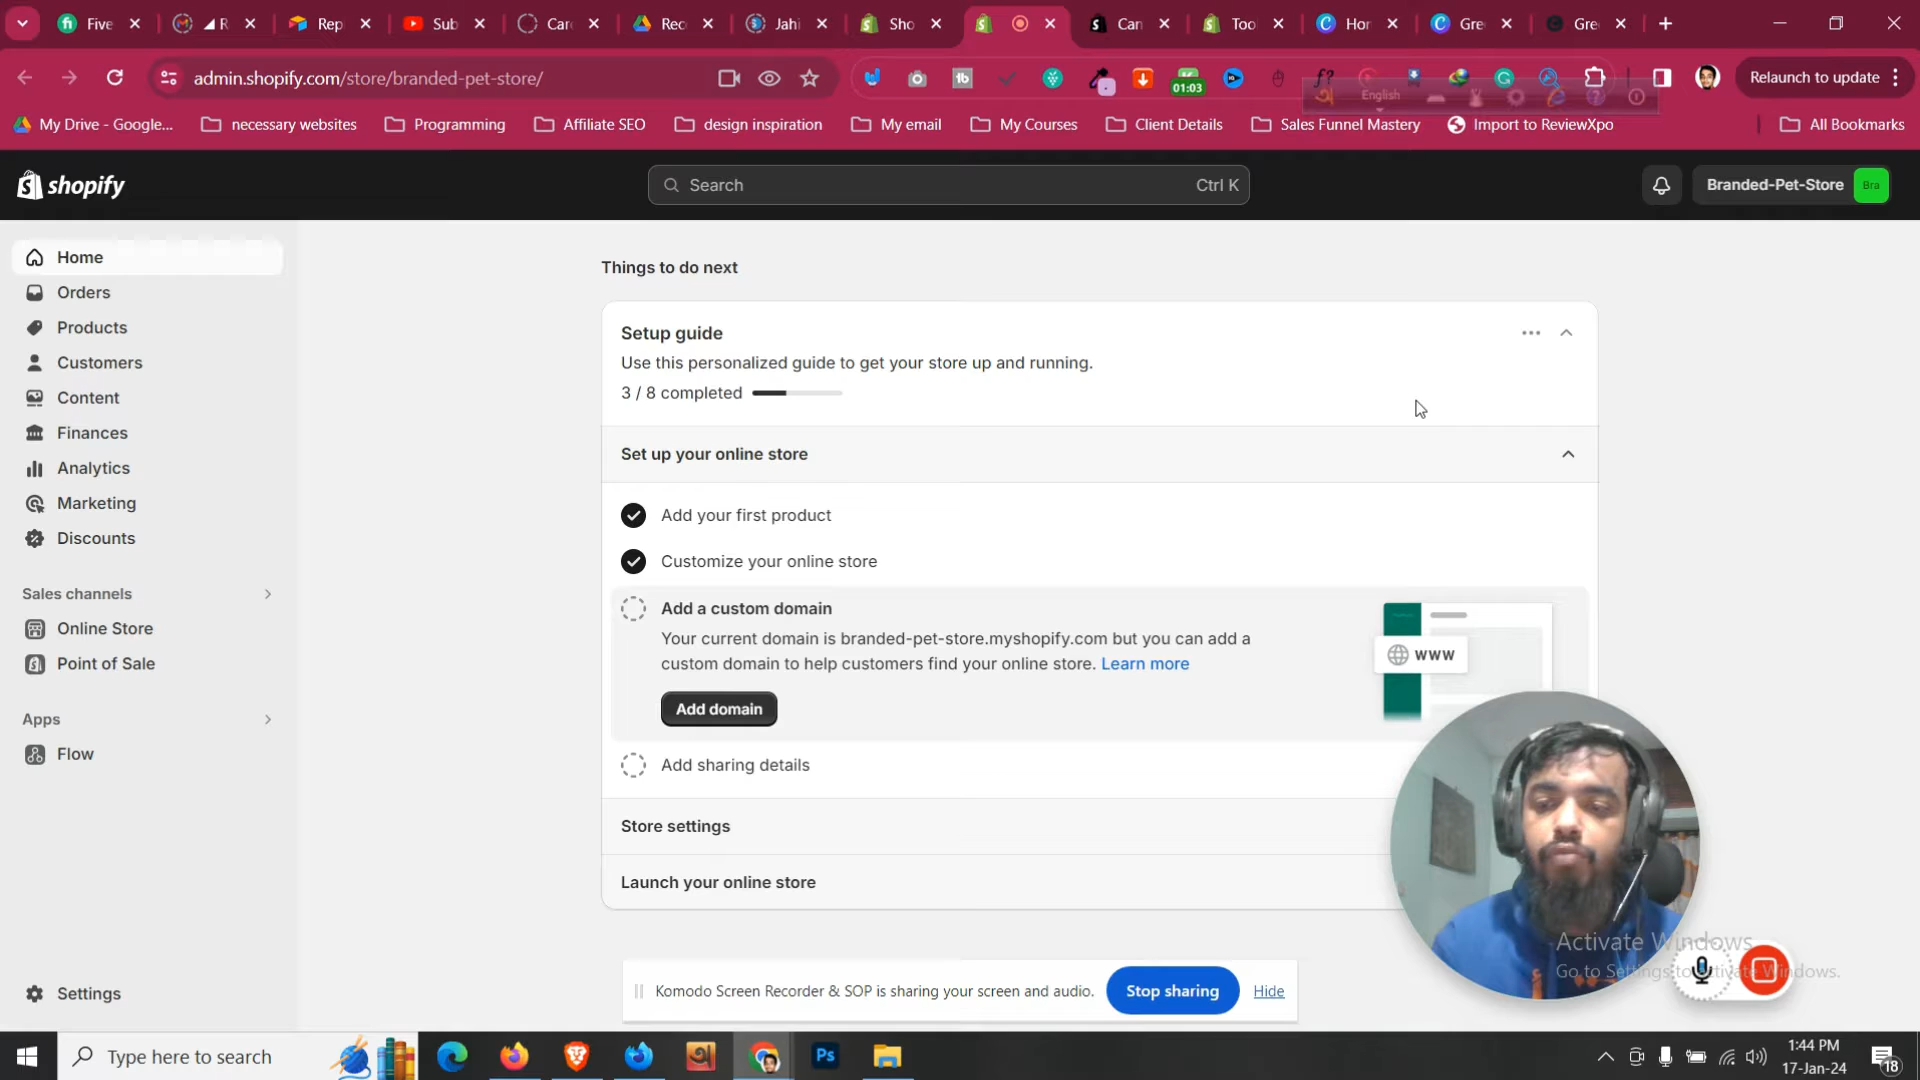 Five
R
Rep
Sub
Car
Rec
Jahi
Sho
Can
Too
Hor
Gre
Gre
admin.shopify.com/store/branded-pet-store/
01:03
English
Relaunch to update
My Drive - Google...
necessary websites
Programming
Affiliate SEO
design inspiration
My email
My Courses
Client Details
Sales Funnel Mastery
Import to ReviewXpo
All Bookmarks
shopify
Search
Ctrl K
Branded-Pet-Store
Bra
Home
Orders
Products
Customers
Content
Finances
Analytics
Marketing
Discounts
Sales channels
Online Store
Point of Sale
Apps
Flow
Settings
Things to do next
Setup guide
Use this personalized guide to get your store up and running.
3 / 8 completed
Set up your online store
Add your first product
Customize your online store
Add a custom domain
Your current domain is branded-pet-store.myshopify.com but you can add a
custom domain to help customers find your online store. Learn more
Add domain
www
Add sharing details
Store settings
Launch your online store
Activate Windows
Go to Settings to Activate Windows.
Komodo Screen Recorder & SOP is sharing your screen and audio.
Stop sharing
Hide
Type here to search
Ps
1:44 PM
17-Jan-24
18